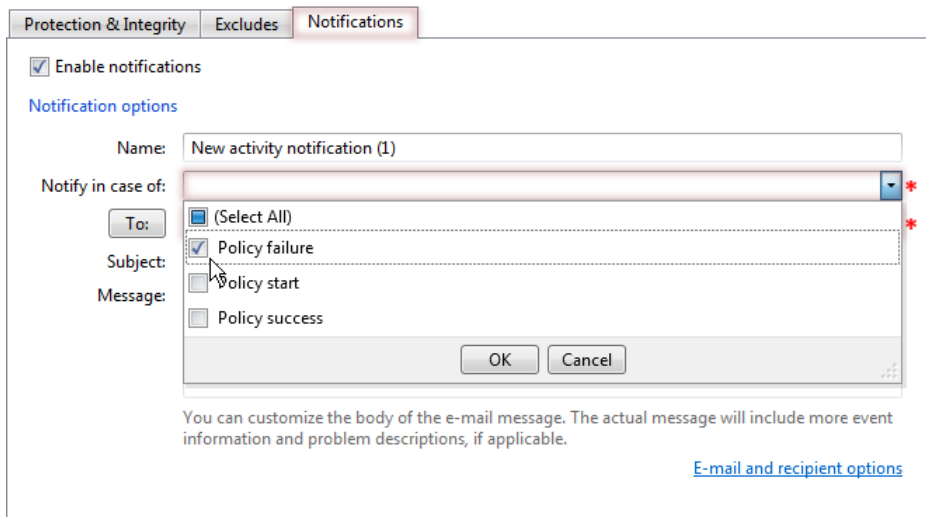 Protection & Integrity Excludes Notifications
Enable notifications
Notification options
Name: New activity notification (1)
Notify in case of: *
(Select All)
To: *
Policy failure
Subject:
Policy start
Message:
Policy success
OK Cancel
You can customize the body of the e-mail message. The actual message will include more event
information and problem descriptions, if applicable.
E-mail and recipient options